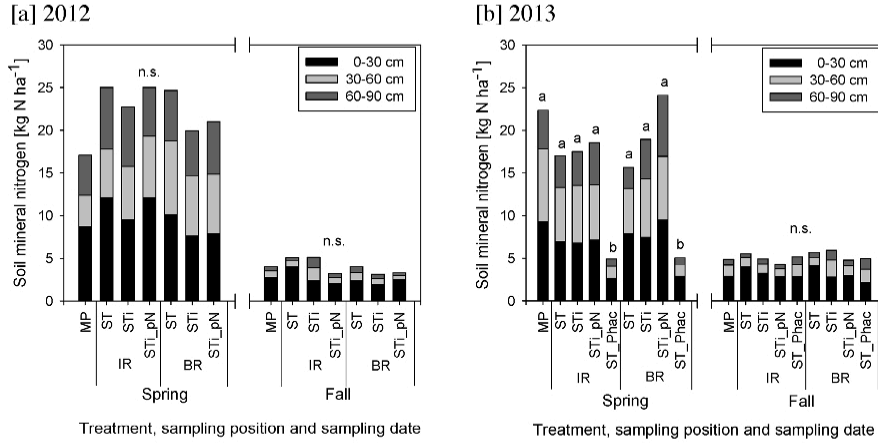 [a] 2012
Soil mineral nitrogen [kg N ha⁻¹]
30
25
20
15
10
5
0
n.s.
n.s.
0-30 cm
30-60 cm
60-90 cm
MP ST STi STi_pN ST STi STi_pN
MP ST STi STi_pN ST STi STi_pN
IR BR IR BR
Spring Fall
Treatment, sampling position and sampling date
[b] 2013
Soil mineral nitrogen [kg N ha⁻¹]
30
25
20
15
10
5
0
a a a a b a a a b
n.s.
0-30 cm
30-60 cm
60-90 cm
MP ST STi STi_pN ST_Phac ST STi STi_pN ST_Phac
MP ST STi STi_pN ST_Phac ST STi STi_pN ST_Phac
IR BR IR BR
Spring Fall
Treatment, sampling position and sampling date